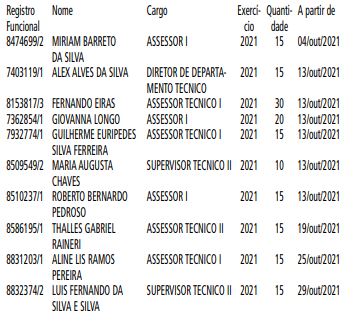 Registro Nome Cargo Exercí- Quanti- A partir de
Funcional cio dade
8474699/2 MIRIAM BARRETO ASSESSOR I 2021 15 04/out/2021
DA SILVA
7403119/1 ALEX ALVES DA SILVA DIRETOR DE DEPARTA- 2021 15 13/out/2021
MENTO TECNICO
8153817/3 FERNANDO EIRAS ASSESSOR TECNICO I 2021 30 13/out/2021
7362854/1 GIOVANNA LONGO ASSESSOR I 2021 20 13/out/2021
7932774/1 GUILHERME EURIPEDES ASSESSOR TECNICO I 2021 15 13/out/2021
SILVA FERREIRA
8509549/2 MARIA AUGUSTA SUPERVISOR TECNICO II 2021 10 13/out/2021
CHAVES
8510237/1 ROBERTO BERNARDO ASSESSOR I 2021 15 13/out/2021
PEDROSO
8586195/1 THALLES GABRIEL ASSESSOR TECNICO II 2021 15 19/out/2021
RAINERI
8831203/1 ALINE LIS RAMOS ASSESSOR TECNICO I 2021 15 25/out/2021
PEREIRA
8832374/2 LUIS FERNANDO DA SUPERVISOR TECNICO II 2021 15 29/out/2021
SILVA E SILVA